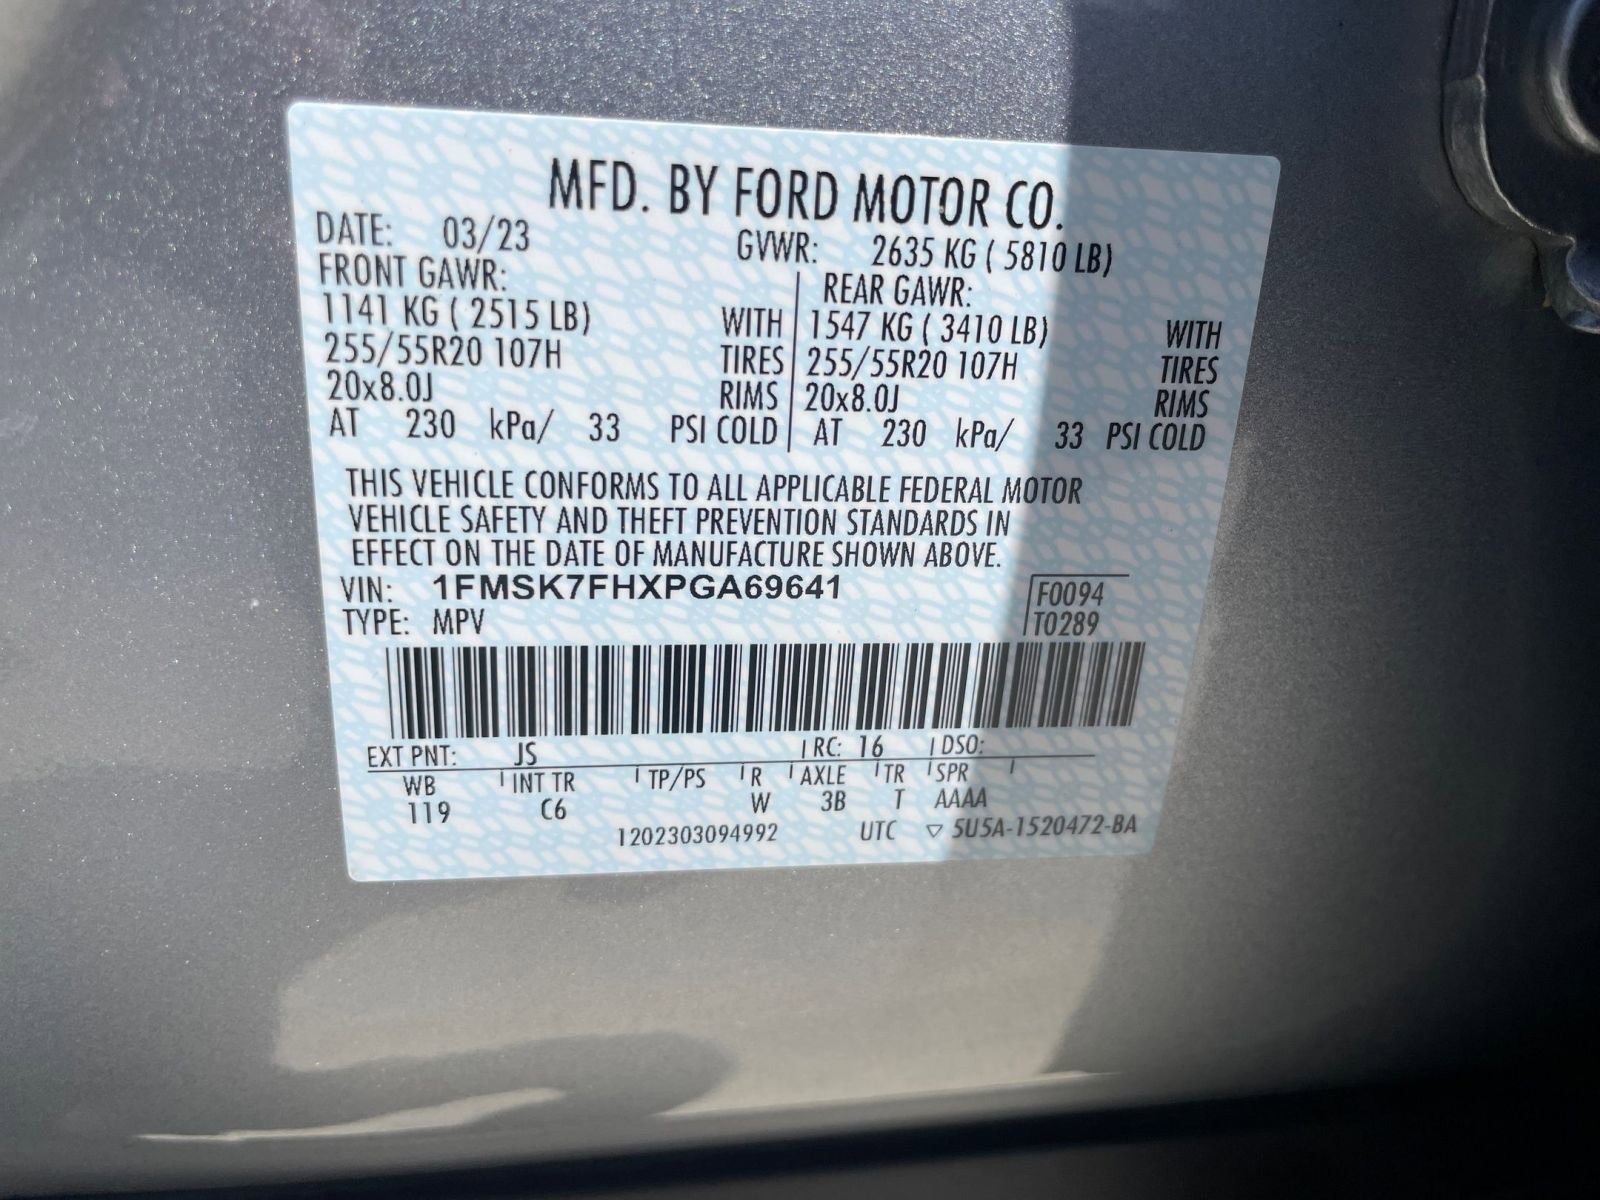 MFD. BY FORD MOTOR CO.
DATE: 03/23 GVWR: 2635 KG ( 5810 LB)
FRONT GAWR: REAR GAWR:
1141 KG ( 2515 LB) WITH 1547 KG ( 3410 LB) WITH
255/55R20 107H TIRES 255/55R20 107H TIRES
20x8.0J RIMS 20x8.0J RIMS
AT 230 kPa/ 33 PSI COLD AT 230 kPa/ 33 PSI COLD
THIS VEHICLE CONFORMS TO ALL APPLICABLE FEDERAL MOTOR
VEHICLE SAFETY AND THEFT PREVENTION STANDARDS IN
EFFECT ON THE DATE OF MANUFACTURE SHOWN ABOVE.
VIN: 1FMSK7FHXPGA69641 F0094
TYPE: MPV T0289
EXT PNT: JS RC: 16 DSO:
WB INT TR TP/PS R AXLE TR SPR
119 C6 W 3B T AAAA
1202303094992 UTC ▽ 5U5A-1520472-BA